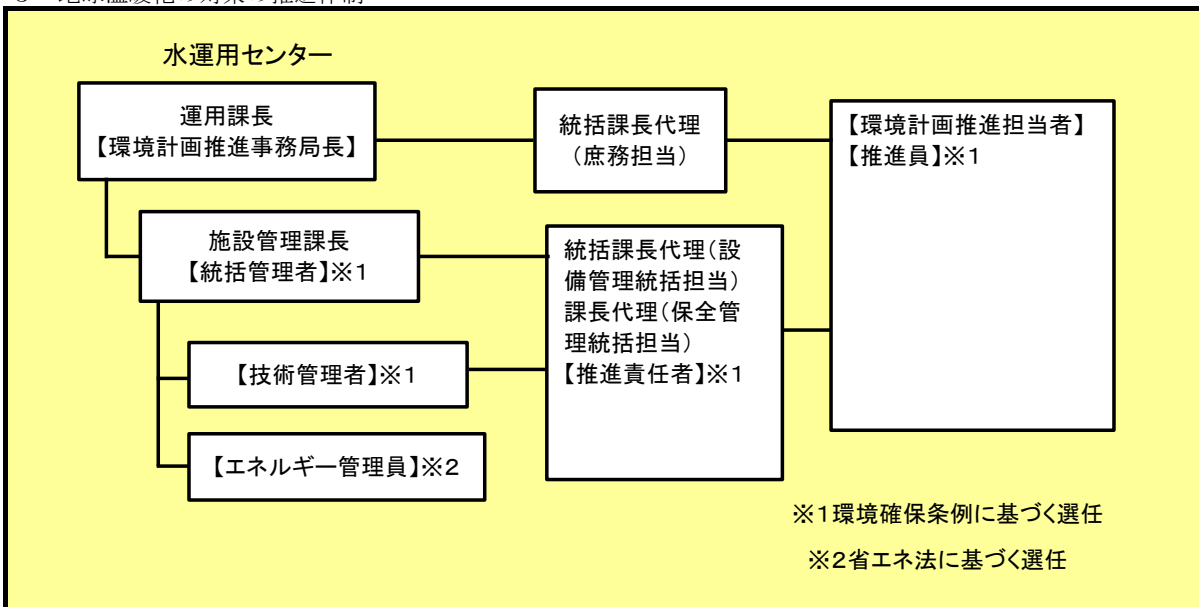 水運用センター
運用課長
【環境計画推進事務局長】
統括課長代理
（庶務担当）
【環境計画推進担当者】
【推進員】※1
施設管理課長
【統括管理者】※1
統括課長代理（設
備管理統括担当）
課長代理（保全管
理統括担当）
【推進責任者】※1
【技術管理者】※1
【エネルギー管理員】※2
※1環境確保条例に基づく選任
※2省エネ法に基づく選任